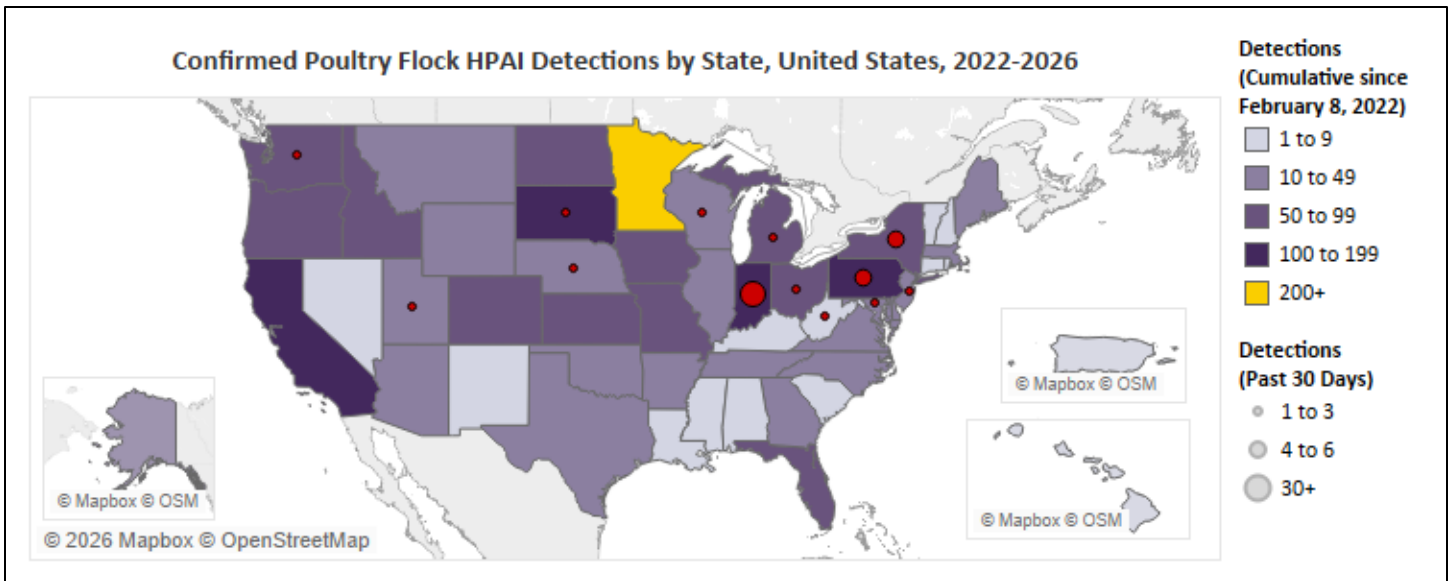 Confirmed Poultry Flock HPAI Detections by State, United States, 2022-2026
Detections
(Cumulative since
February 8, 2022)
1 to 9
10 to 49
50 to 99
100 to 199
200+
Detections
(Past 30 Days)
1 to 3
4 to 6
30+
© Mapbox © OSM
© Mapbox © OSM
© Mapbox © OSM
© 2026 Mapbox © OpenStreetMap